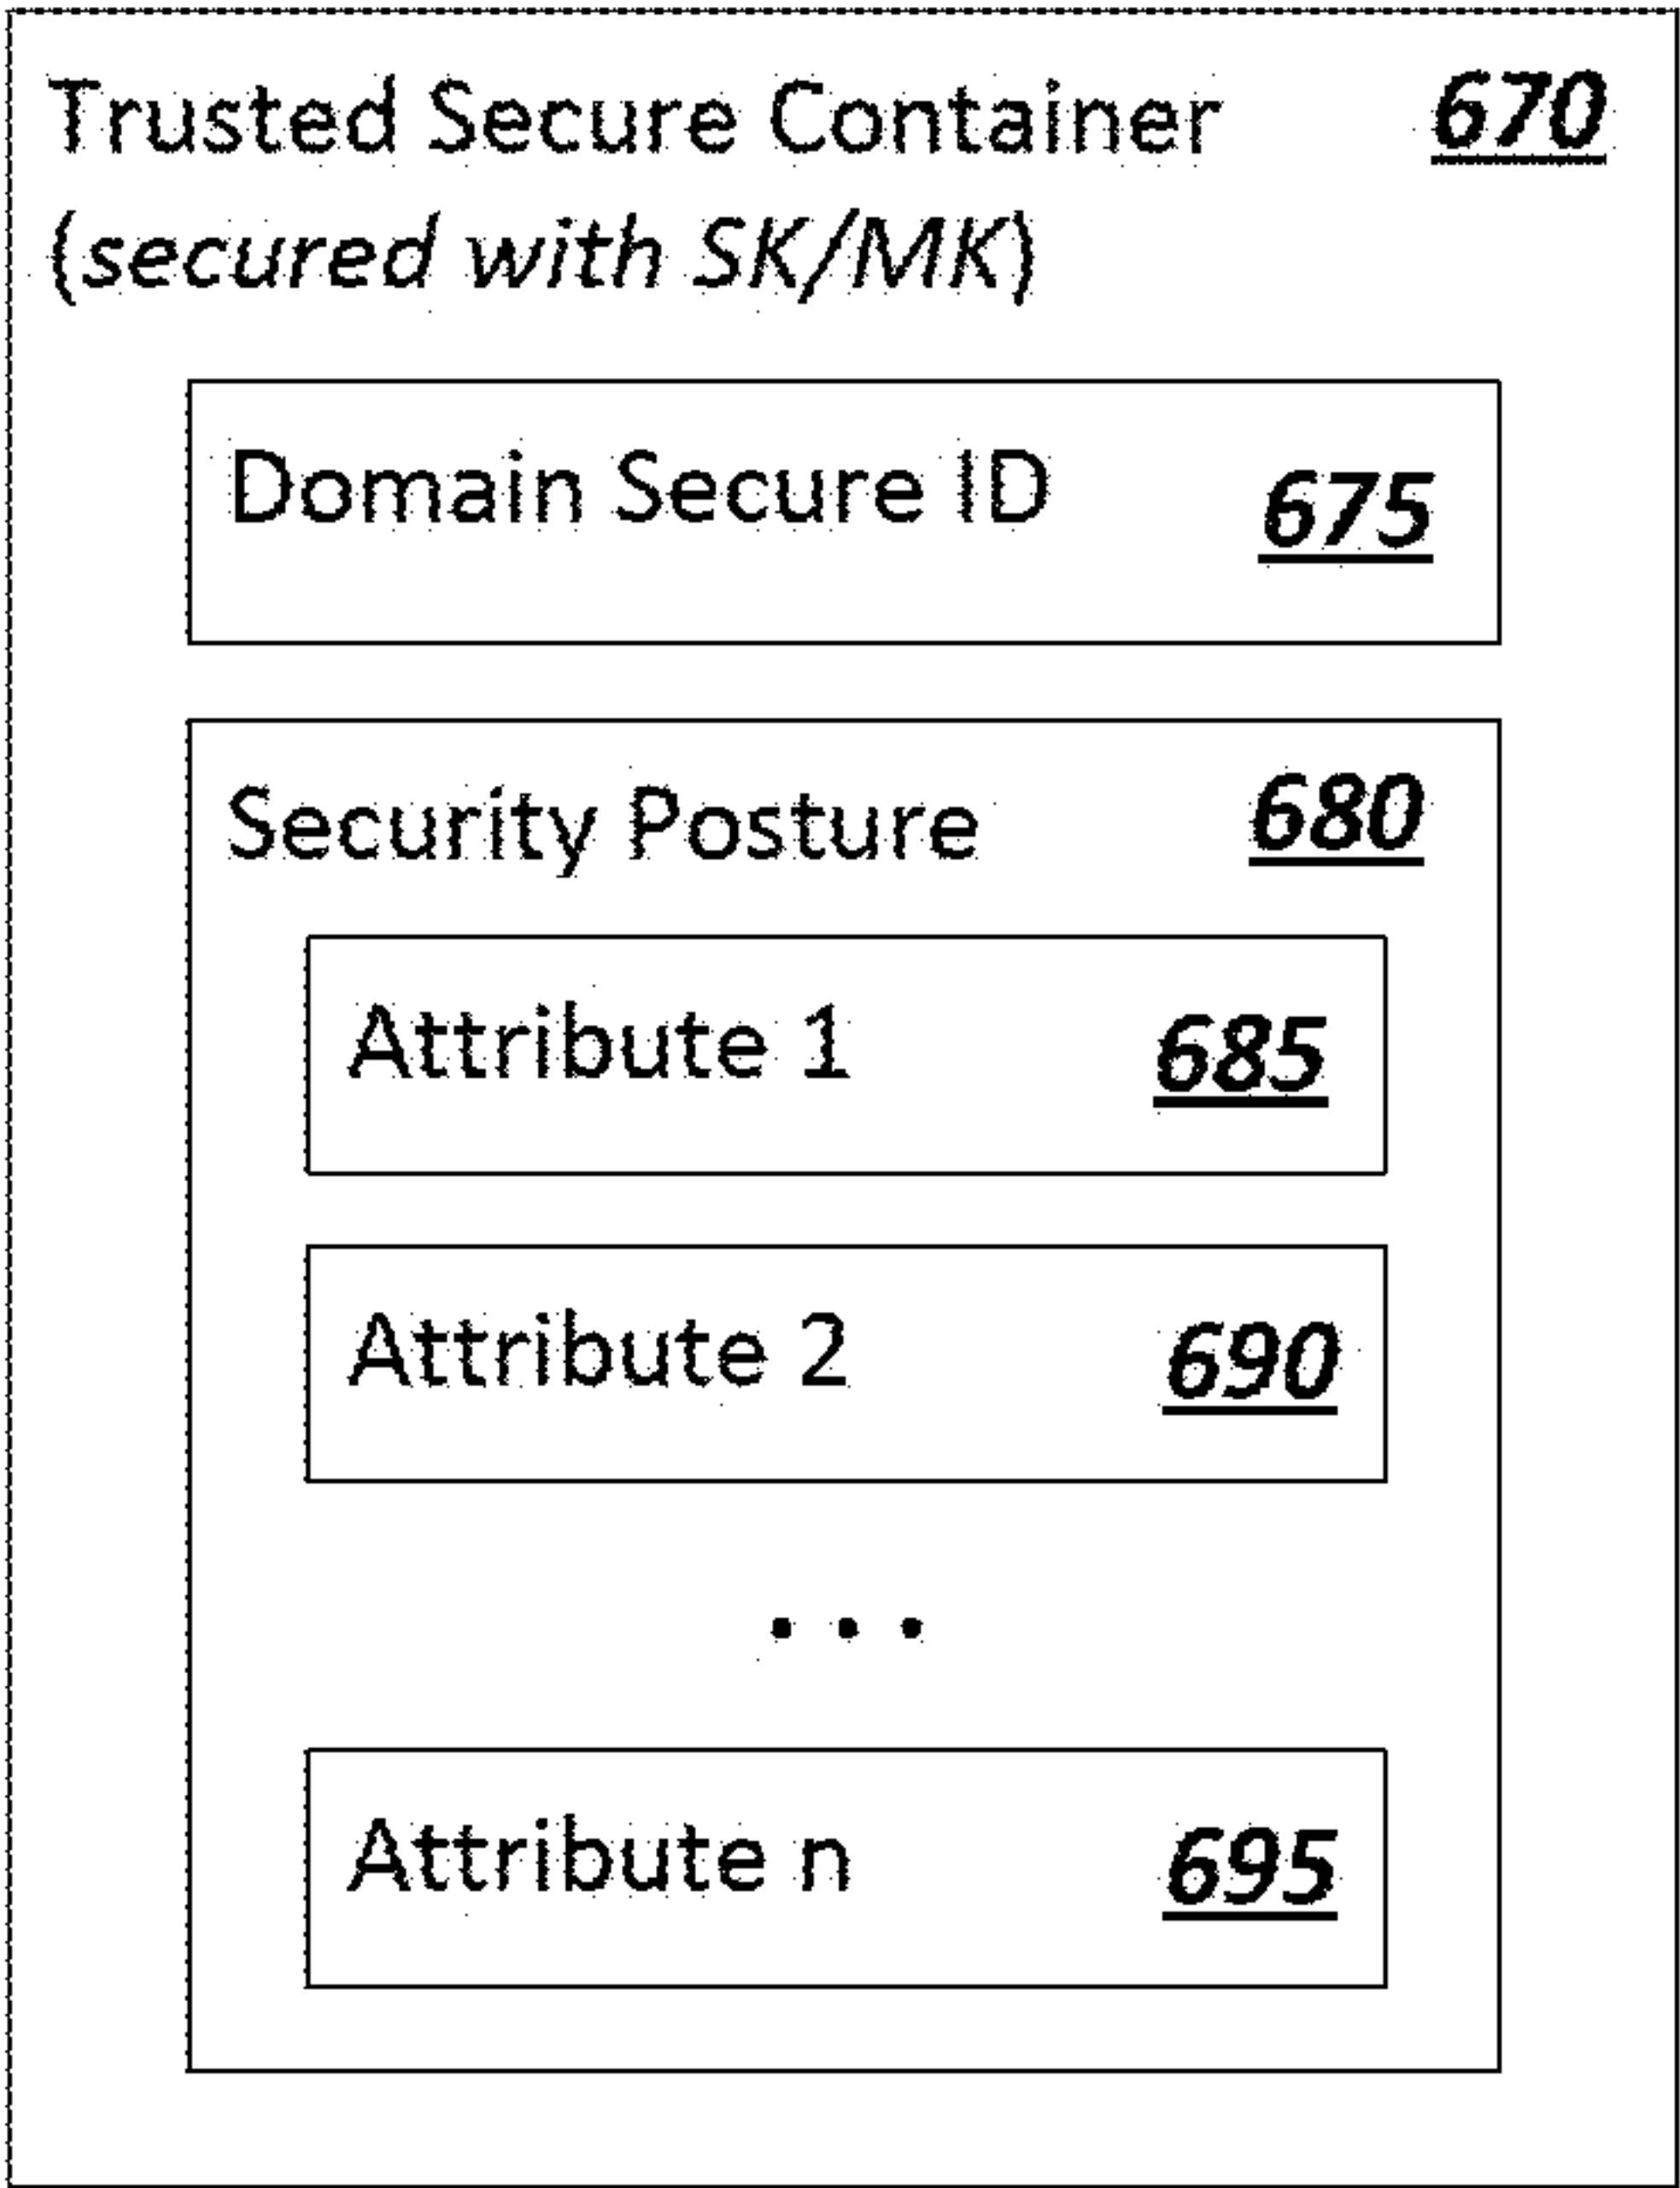 Trusted Secure Container 670
(secured with SK/MK)
Domain Secure ID 675
Security Posture 680
Attribute 1 685
Attribute 2 690
...
Attribute n 695